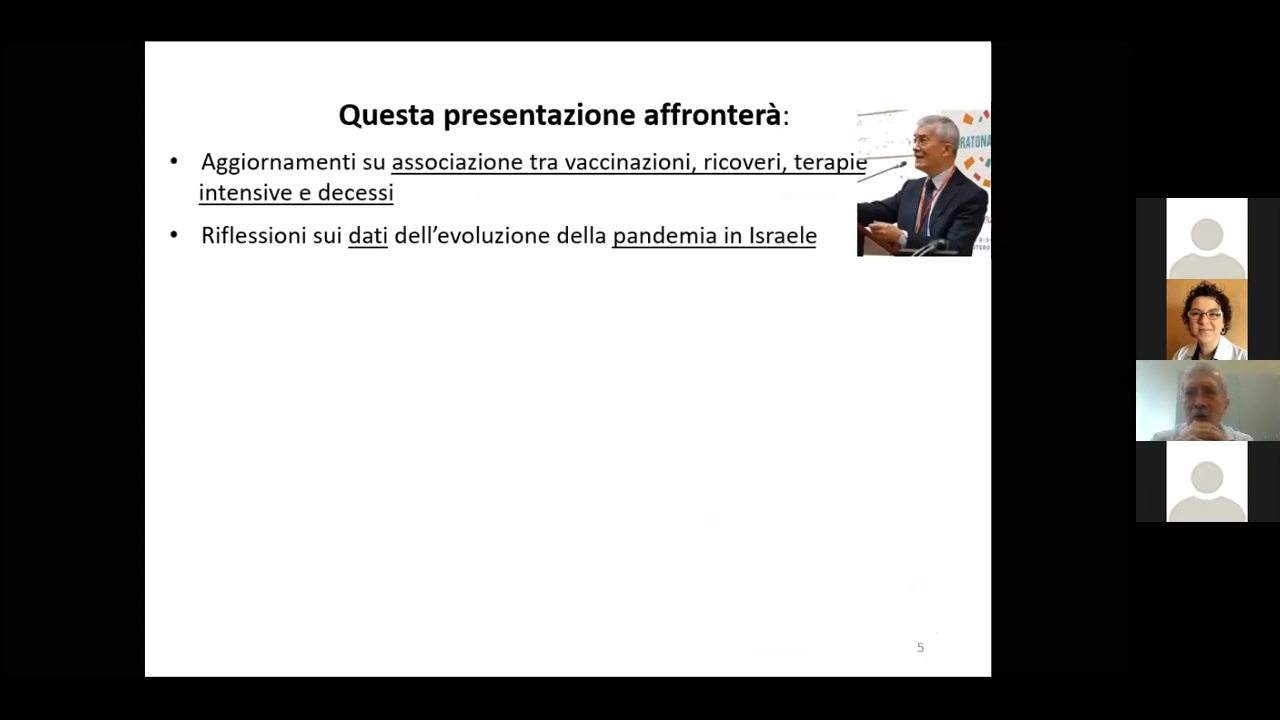 Questa presentazione affronterà:
• Aggiornamenti su associazione tra vaccinazioni, ricoveri, terapie
intensive e decessi
• Riflessioni sui dati dell’evoluzione della pandemia in Israele
RATONA
5